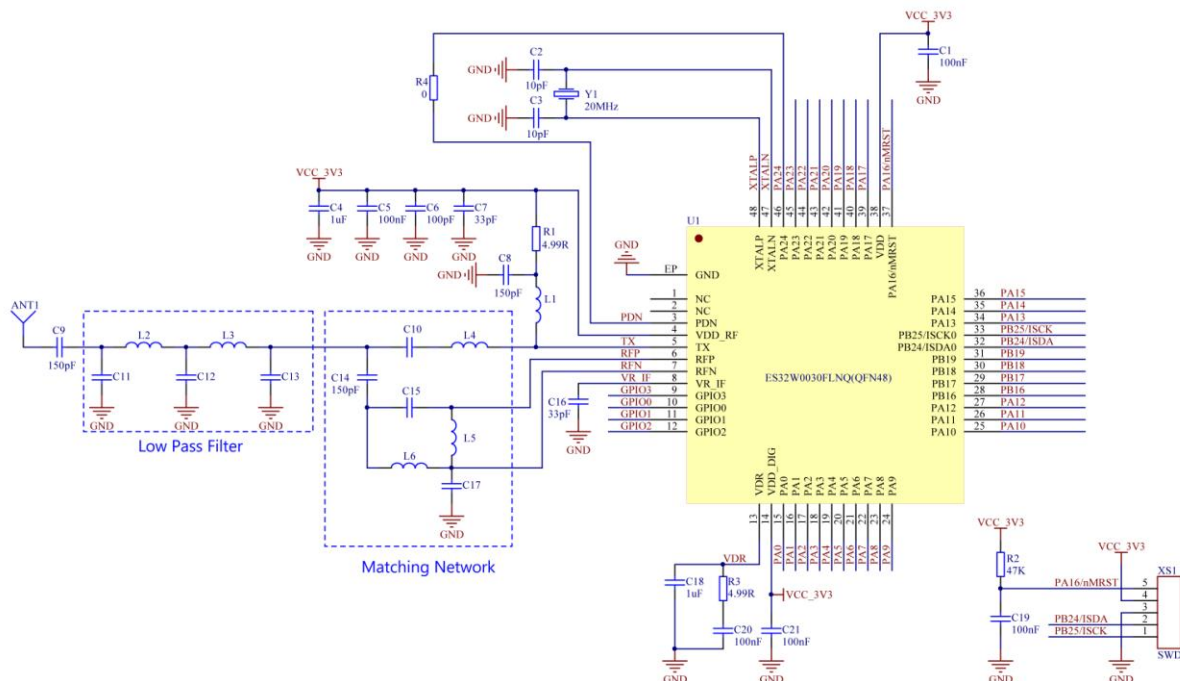 VCC_3V3
C1
100nF
GND
R4
0
GND
C2
10pF
Y1
20MHz
GND
C3
10pF
XTALP
XTALN
PA24
PA23
PA22
PA21
PA20
PA19
PA18
PA17
PA16/nMRST
48
47
46
45
44
43
42
41
40
39
38
37
VCC_3V3
C4
1uF
C5
100nF
C6
100pF
C7
33pF
GND
GND
GND
GND
R1
4.99R
GND
C8
150pF
L1
U1
XTALP
XTALN
PA24
PA23
PA22
PA21
PA20
PA19
PA18
PA17
VDD
PA16/nMRST
GND
EP GND
1 NC
2 NC
PDN 3 PDN
4 VDD_RF
TX 5 TX
RFP 6 RFP
RFN 7 RFN
VR_IF 8 VR_IF
GPIO3 9 GPIO3
GPIO0 10 GPIO0
GPIO1 11 GPIO1
GPIO2 12 GPIO2
PA15 36 PA15
PA14 35 PA14
PA13 34 PA13
PB25/ISCK0 33 PB25/ISCK
PB24/ISDA0 32 PB24/ISDA
PB19 31 PB19
PB18 30 PB18
PB17 29 PB17
PB16 28 PB16
PA12 27 PA12
PA11 26 PA11
PA10 25 PA10
ES32W0030FLNQ(QFN48)
ANT1
C9
150pF
L2
L3
C11
C12
C13
GND
GND
GND
Low Pass Filter
C10
L4
C14
150pF
C15
L5
L6
C17
GND
Matching Network
C16
33pF
GND
VDR
VDD_DIG
PA0
PA1
PA2
PA3
PA4
PA5
PA6
PA7
PA8
PA9
13
14
15
16
17
18
19
20
21
22
23
24
PA0
PA1
PA2
PA3
PA4
PA5
PA6
PA7
PA8
PA9
VDR
C18
1uF
R3
4.99R
C20
100nF
GND
VCC_3V3
C21
100nF
GND
VCC_3V3
R2
47K
PA16/nMRST
C19
100nF
GND
VCC_3V3
XS1
5
4
3
PB24/ISDA 2
PB25/ISCK 1
SWD
GND